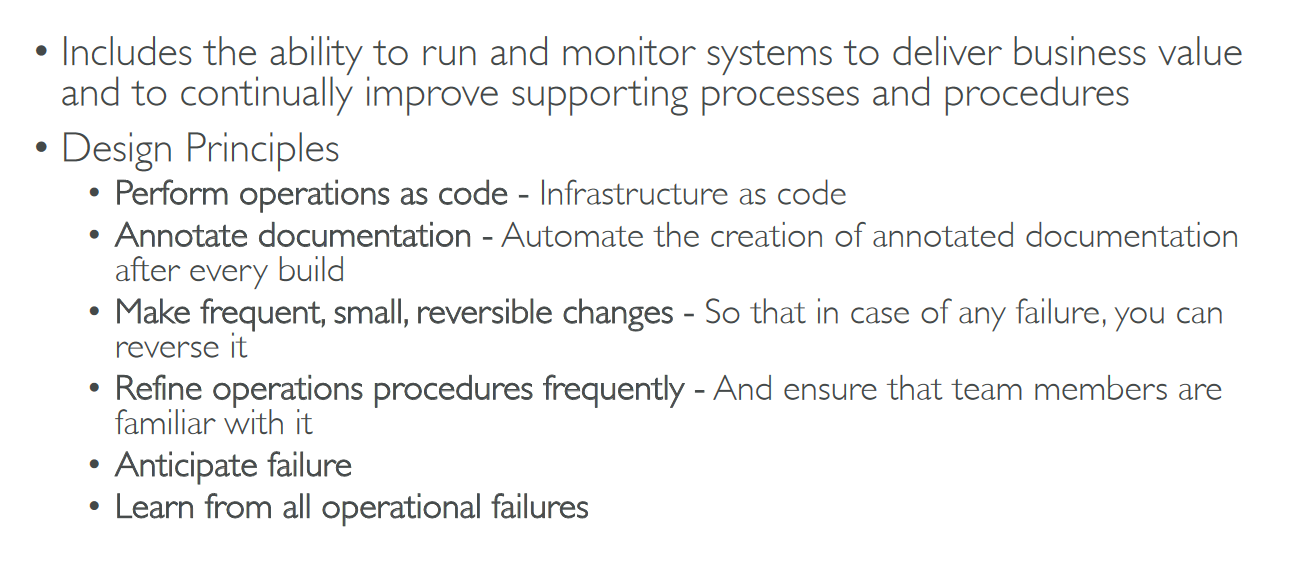 • Includes the ability to run and monitor systems to deliver business value
and to continually improve supporting processes and procedures
• Design Principles
• Perform operations as code - Infrastructure as code
• Annotate documentation - Automate the creation of annotated documentation
after every build
• Make frequent, small, reversible changes - So that in case of any failure, you can
reverse it
• Refine operations procedures frequently - And ensure that team members are
familiar with it
• Anticipate failure
• Learn from all operational failures